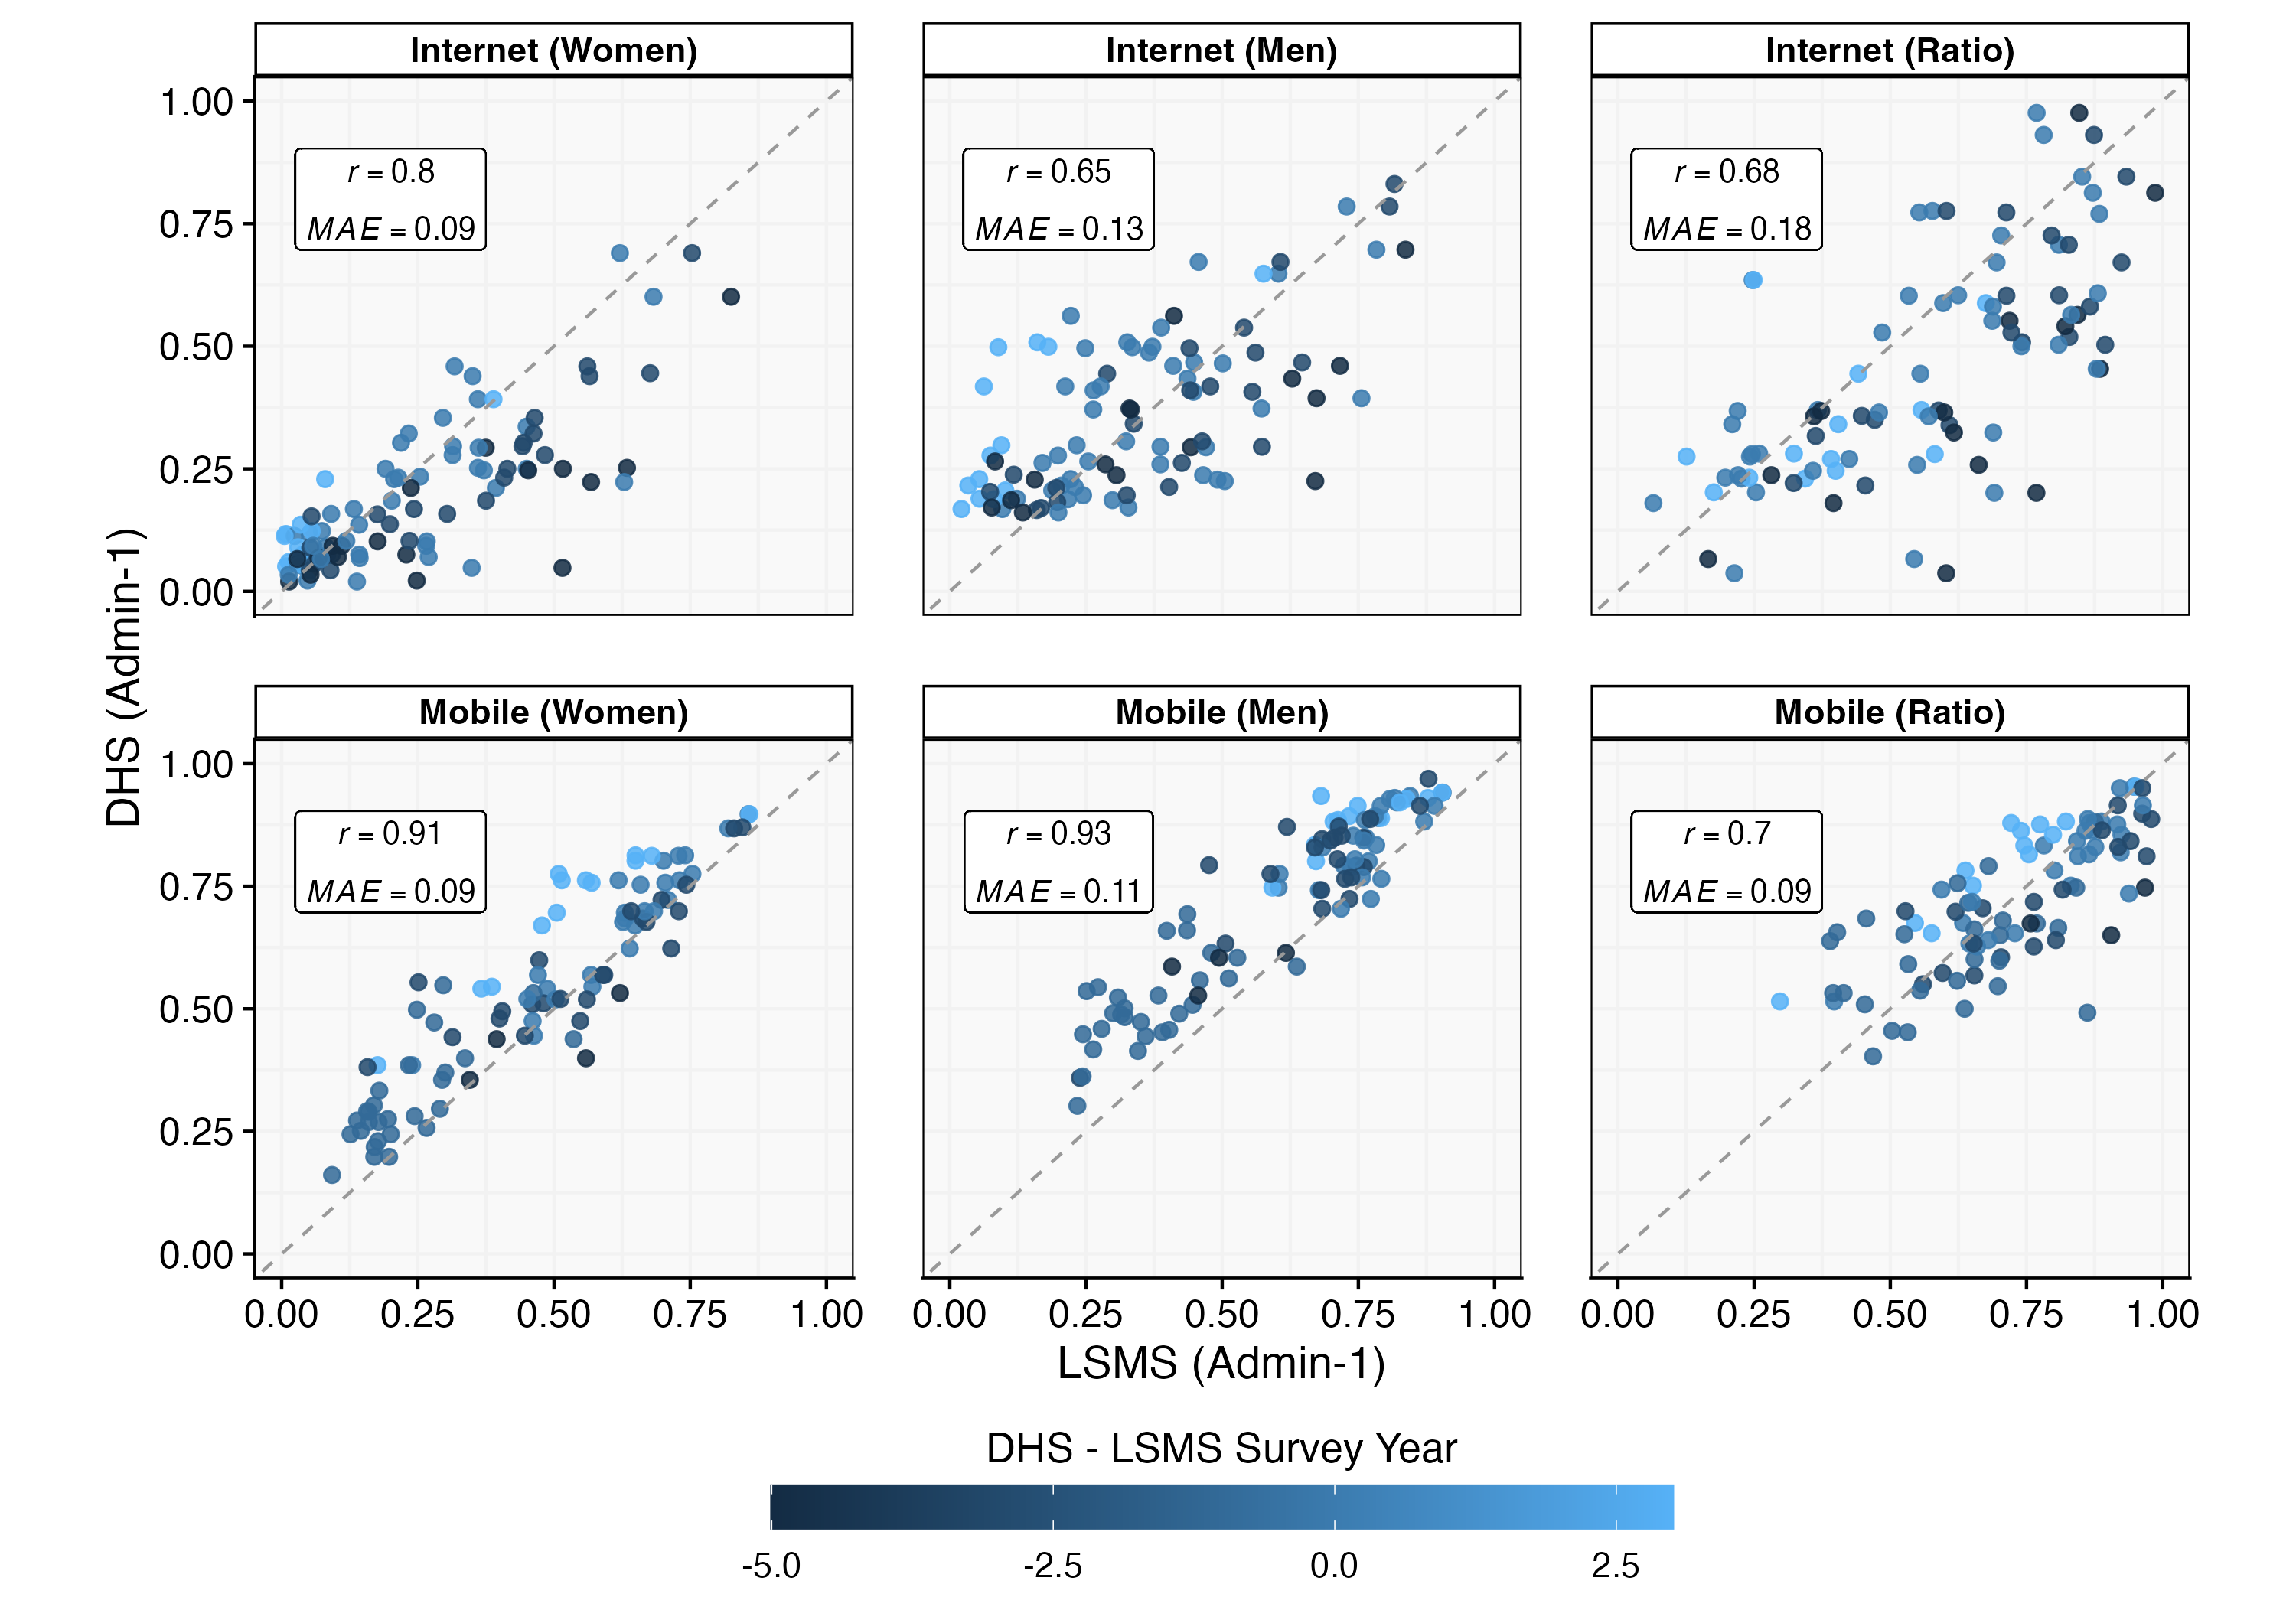 Internet (Women)
Internet (Men)
Internet (Ratio)
1.00
0.75
0.50
0.25
0.00
r = 0.8
MAE = 0.09
r = 0.65
MAE = 0.13
r = 0.68
MAE = 0.18
DHS (Admin-1)
Mobile (Women)
Mobile (Men)
Mobile (Ratio)
1.00
0.75
0.50
0.25
0.00
r = 0.91
MAE = 0.09
r = 0.93
MAE = 0.11
r = 0.7
MAE = 0.09
0.00 0.25 0.50 0.75 1.00
0.00 0.25 0.50 0.75 1.00
0.00 0.25 0.50 0.75 1.00
LSMS (Admin-1)
DHS - LSMS Survey Year
-5.0 -2.5 0.0 2.5